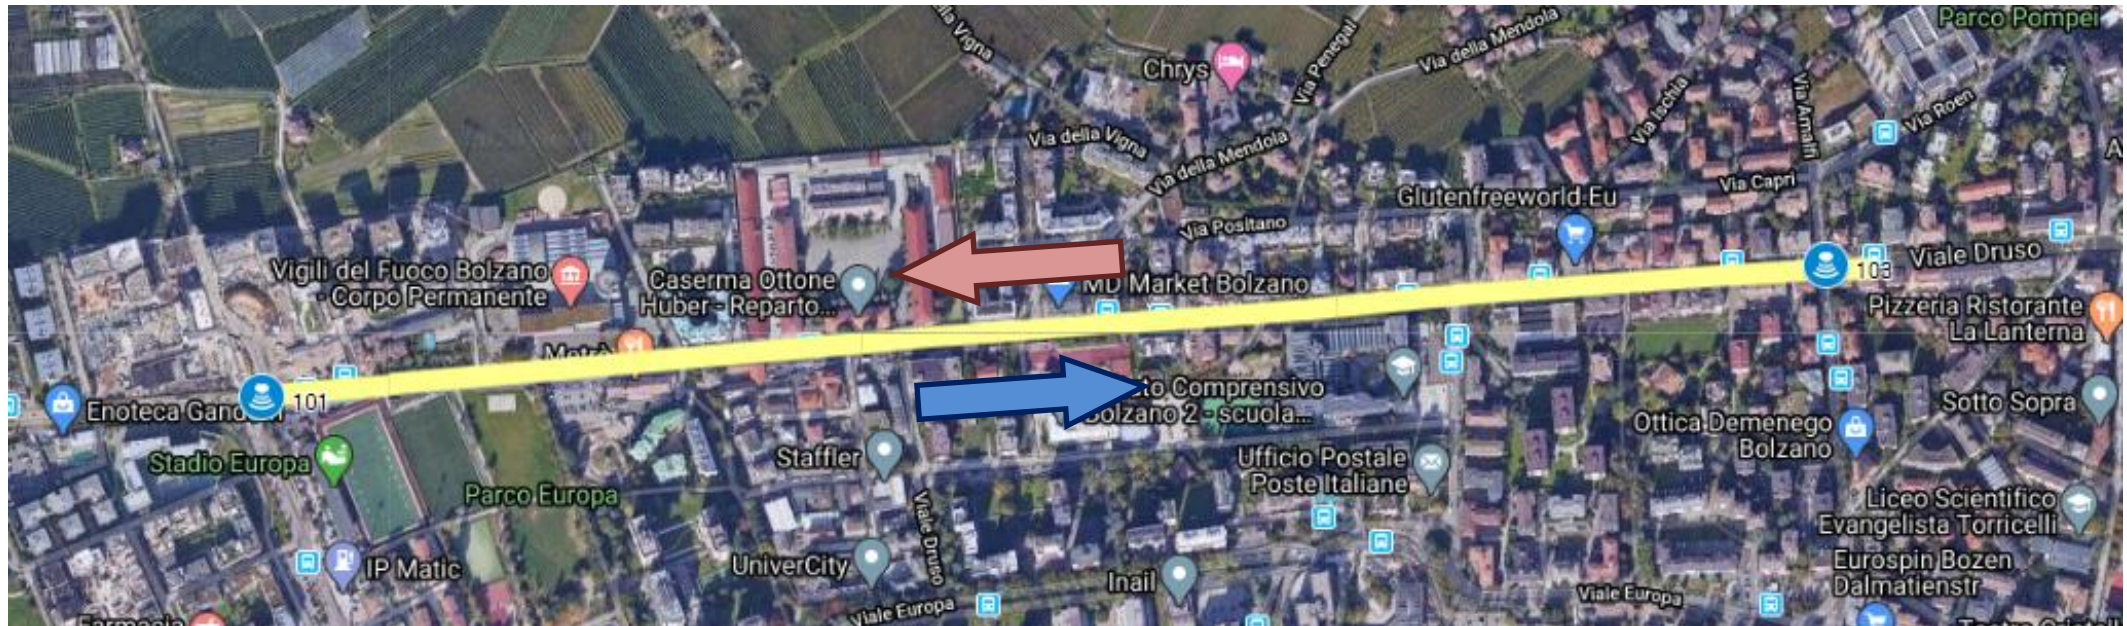 Parco Pompei
Via della Mendola
Via Penegal
Vigna
Chrys
Via Ischia
Via Amalfi
Via Roen
Via della Vigna
Via della Mendola
Via Capri
Glutenfreeworld.Eu
Via Positano
Viale Druso
103
Vigili del Fuoco Bolzano
- Corpo Permanente
Caserma Ottone
Huber - Reparto...
MD Market Bolzano
Pizzeria Ristorante
La Lanterna
101
Enoteca
Comprensivo
Bolzano 2 - scuola...
Sotto Sopra
Ottica Demenego
Bolzano
Stadio Europa
Staffler
Ufficio Postale
Poste Italiane
Parco Europa
Viale Druso
Liceo Scientifico
Evangelista Torricelli
IP Matic
UniverCity
Inail
Eurospin Bozen
Dalmatienstr
Viale Europa
Viale Europa